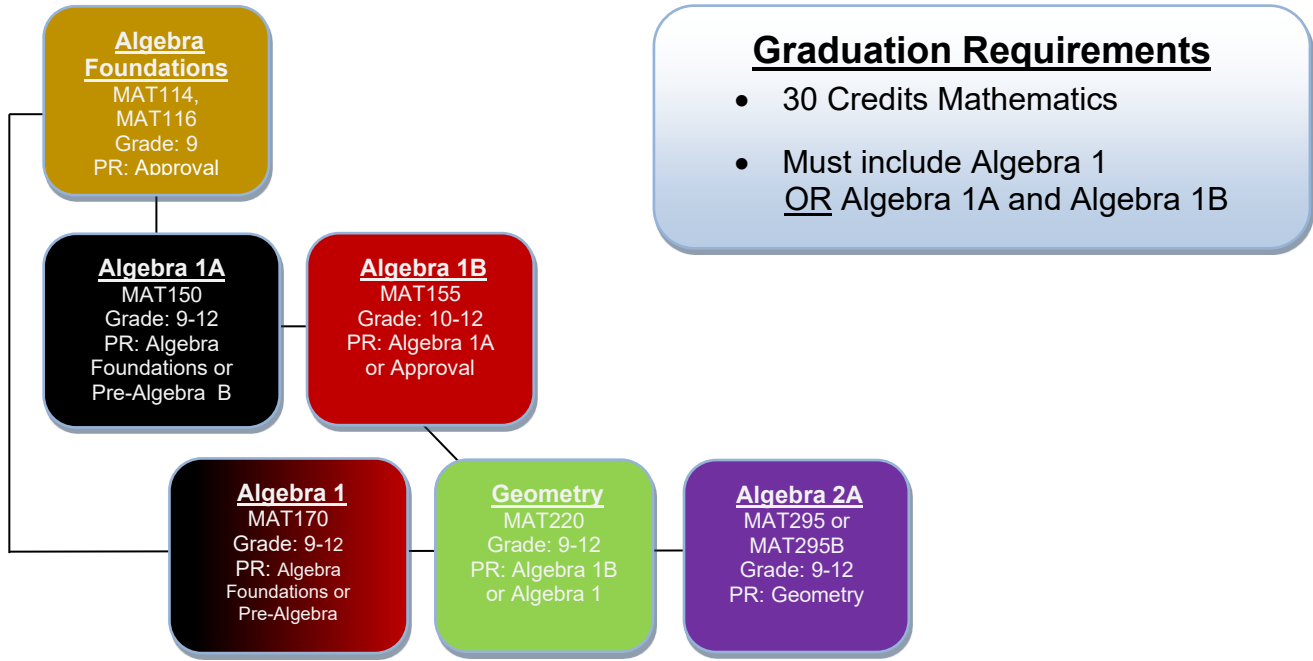 Algebra
Foundations
MAT114,
MAT116
Grade: 9
PR: Approval
Graduation Requirements
• 30 Credits Mathematics
• Must include Algebra 1
OR Algebra 1A and Algebra 1B
Algebra 1A
MAT150
Grade: 9-12
PR: Algebra
Foundations or
Pre-Algebra B
Algebra 1B
MAT155
Grade: 10-12
PR: Algebra 1A
or Approval
Algebra 1
MAT170
Grade: 9-12
PR: Algebra
Foundations or
Pre-Algebra
Geometry
MAT220
Grade: 9-12
PR: Algebra 1B
or Algebra 1
Algebra 2A
MAT295 or
MAT295B
Grade: 9-12
PR: Geometry